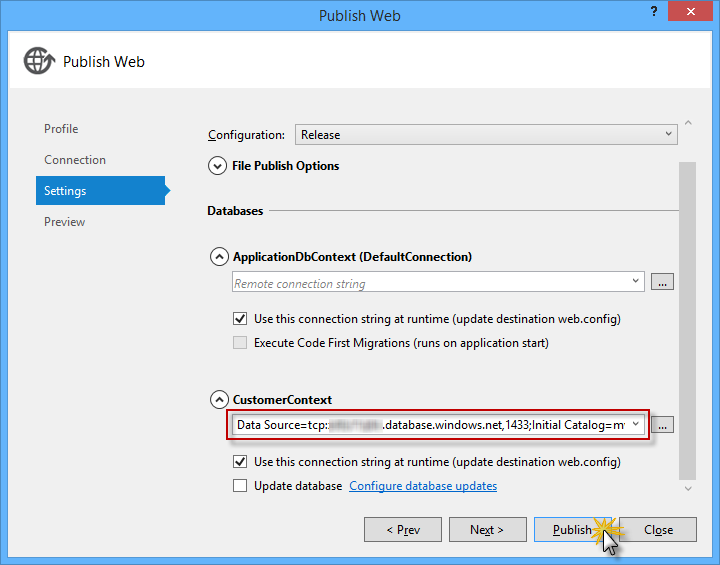 Publish Web
?
Publish Web
Profile
Connection
Settings
Preview
Configuration: Release
File Publish Options
Databases
ApplicationDbContext (DefaultConnection)
Remote connection string
...
Use this connection string at runtime (update destination web.config)
Execute Code First Migrations (runs on application start)
CustomerContext
Data Source=tcp: .database.windows.net,1433;Initial Catalog=m
...
Use this connection string at runtime (update destination web.config)
Update database Configure database updates
< Prev Next > Publish Close